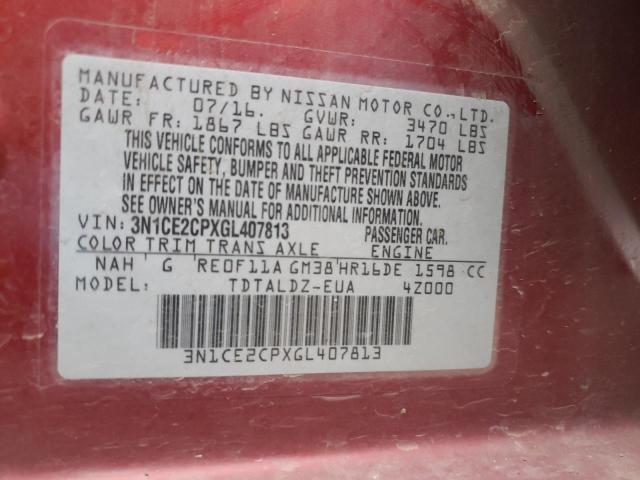 MANUFACTURED BY NISSAN MOTOR CO.,LTD.
DATE: 07/16. GVWR: 3470 LBS
GAWR FR: 1867 LBS GAWR RR: 1704 LBS
THIS VEHICLE CONFORMS TO ALL APPLICABLE FEDERAL MOTOR
VEHICLE SAFETY, BUMPER AND THEFT PREVENTION STANDARDS
IN EFFECT ON THE DATE OF MANUFACTURE SHOWN ABOVE.
SEE OWNER'S MANUAL FOR ADDITIONAL INFORMATION.
VIN: 3N1CE2CPXGL407813 PASSENGER CAR.
COLOR TRIM TRANS AXLE ENGINE
NAH G RE0F11A GM38 HR16DE 1598 CC
MODEL: TDTALDZ-EUA 4Z000
3N1CE2CPXGL407813